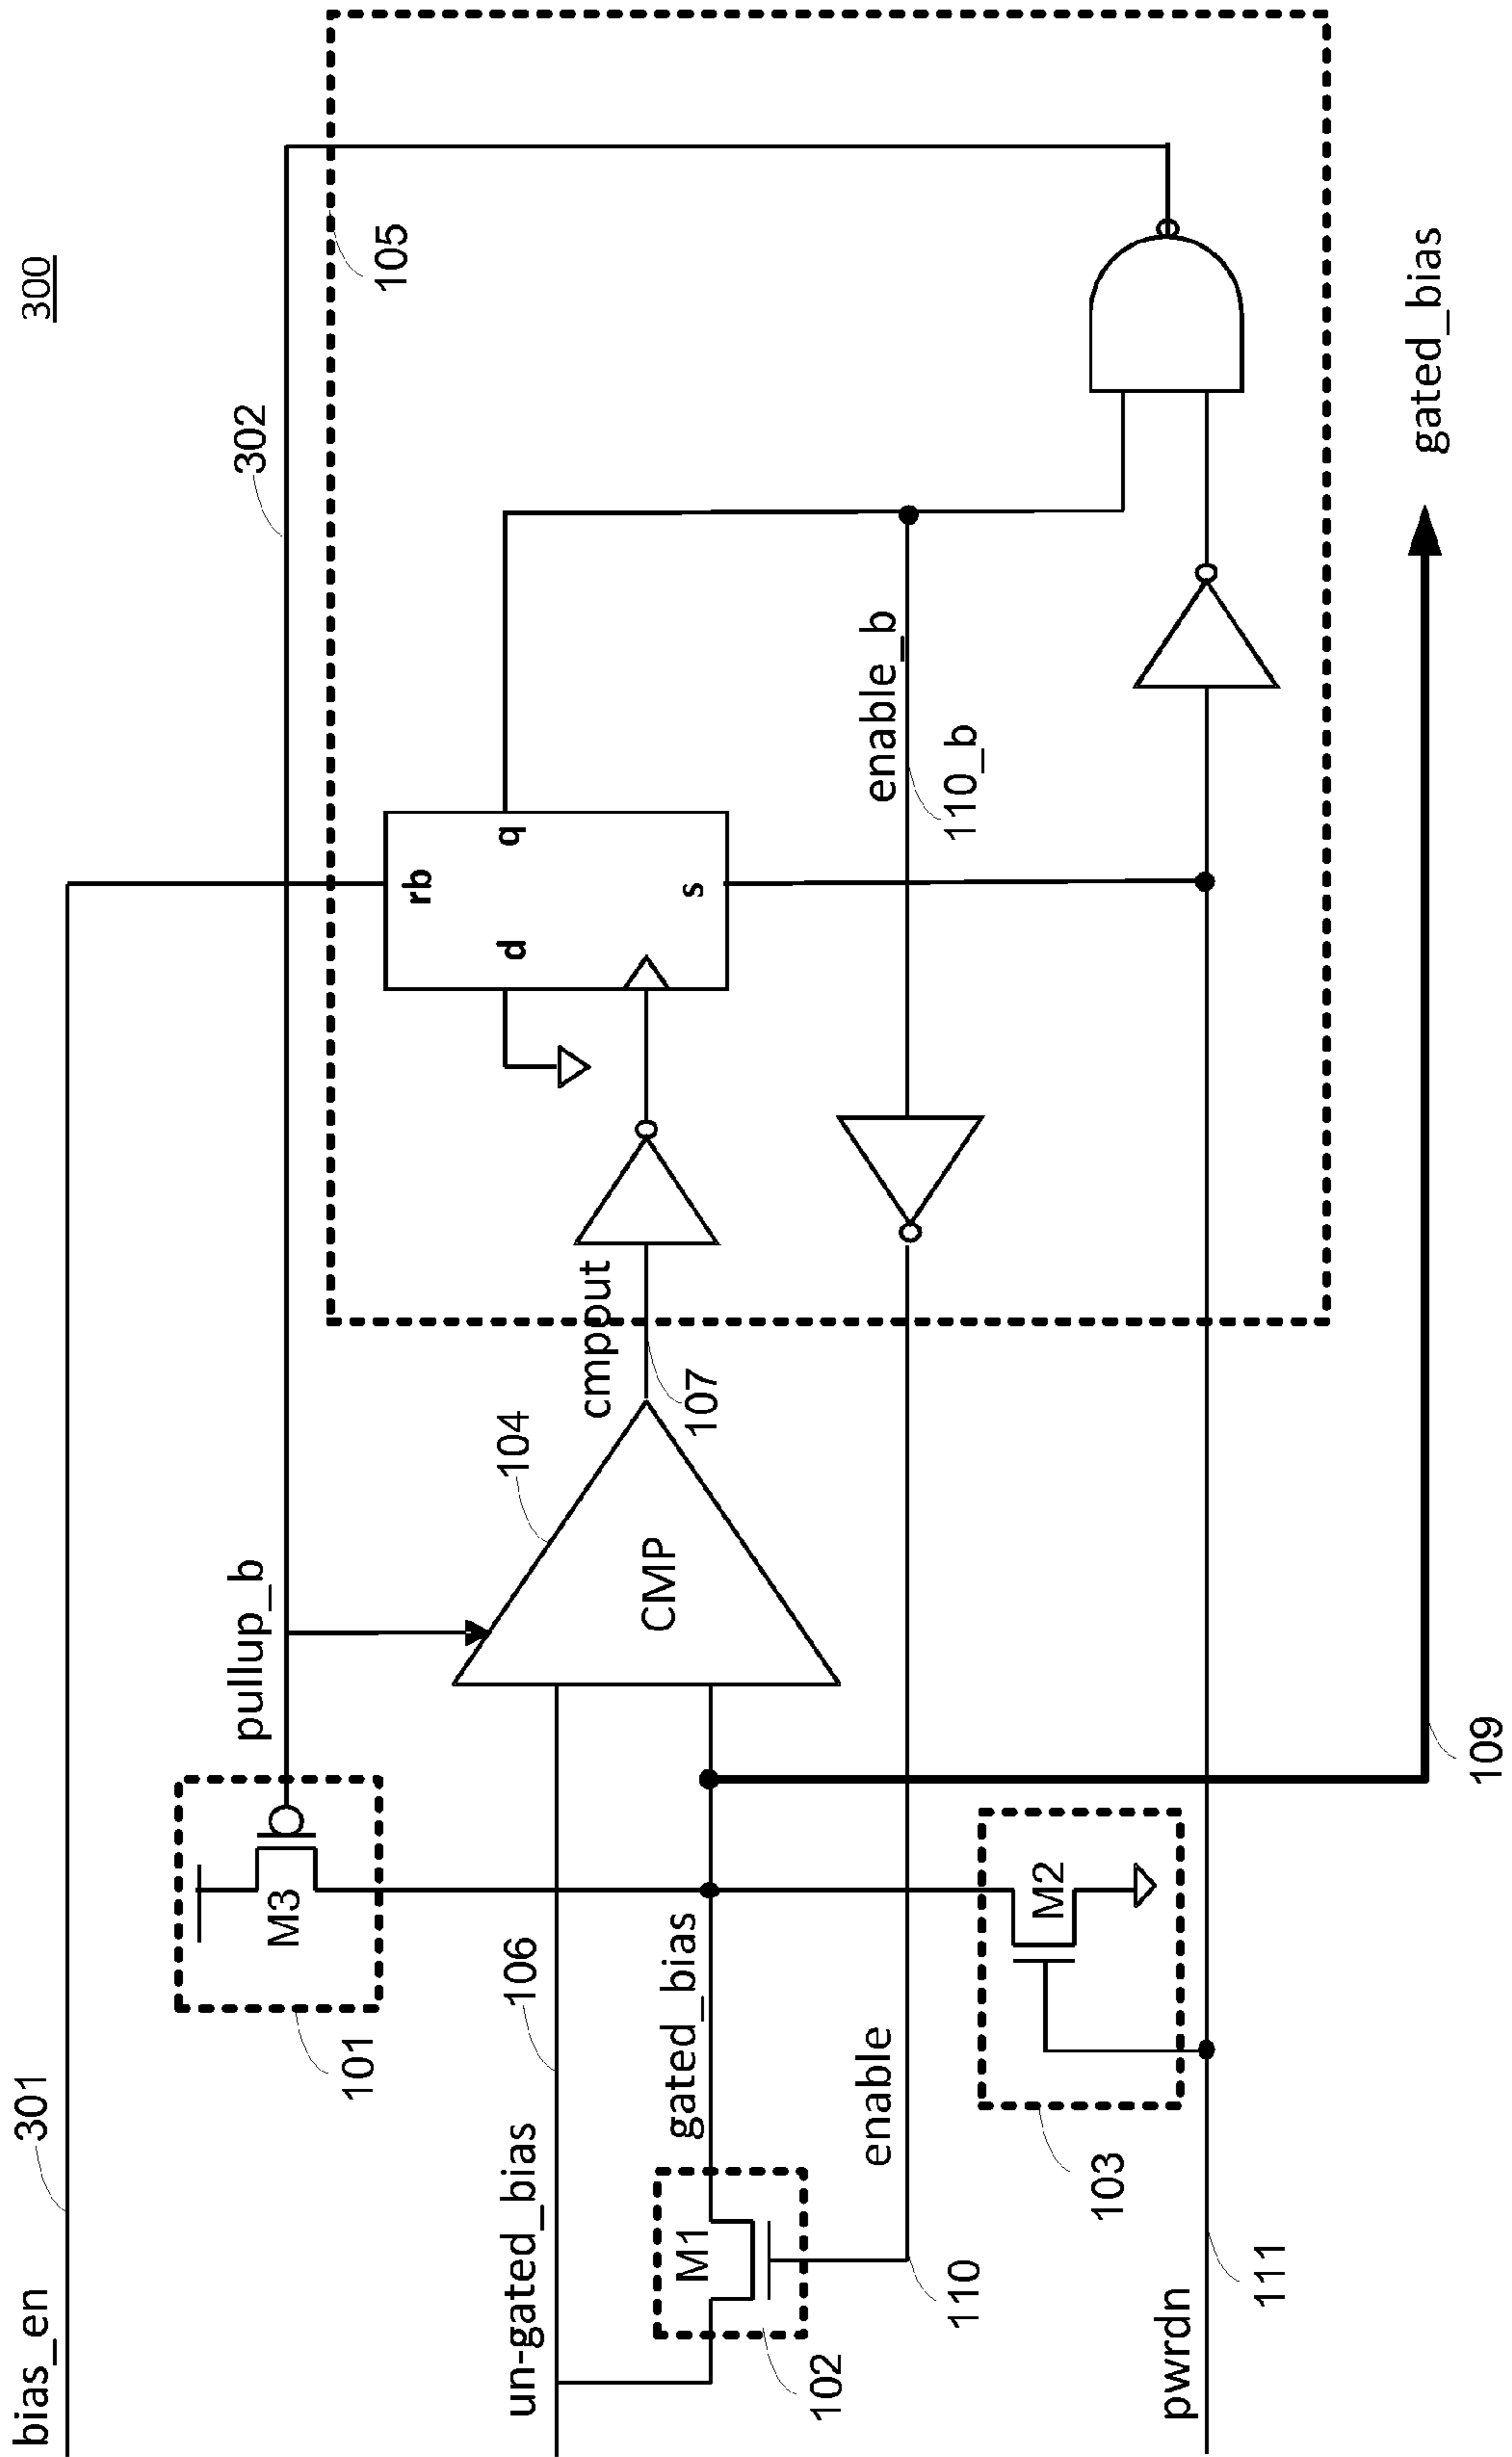 300
bias_en
301
pullup_b
302
105
101
M3
rb
d
q
s
un-gated_bias
106
104
CMP
cmpout
107
102
M1
gated_bias
enable
110
enable_b
110_b
103
M2
pwrdn
111
109
gated_bias